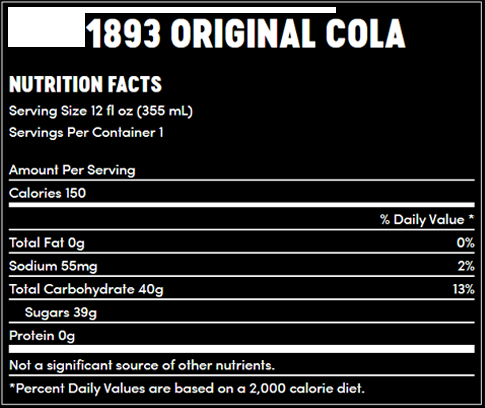 1893 ORIGINAL COLA
NUTRITION FACTS
Serving Size 12 fl oz (355 mL)
Servings Per Container 1
Amount Per Serving
Calories 150
% Daily Value *
Total Fat 0g 0%
Sodium 55mg 2%
Total Carbohydrate 40g 13%
Sugars 39g
Protein 0g
Not a significant source of other nutrients.
*Percent Daily Values are based on a 2,000 calorie diet.